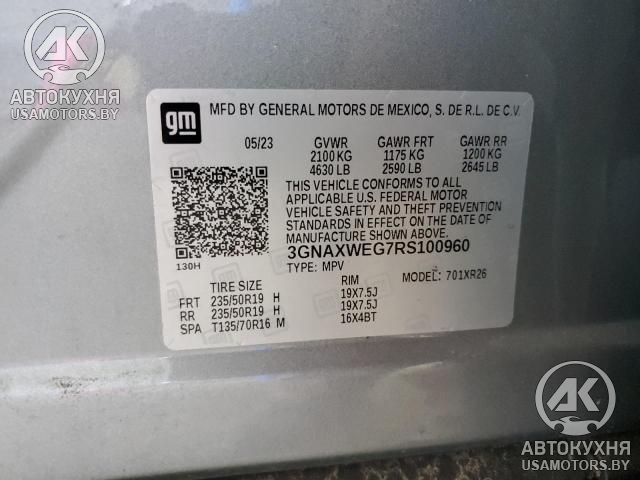 AK
АВТОКУХНЯ
USAMOTORS.BY
gm
MFD BY GENERAL MOTORS DE MEXICO, S. DE R.L. DE C.V.
05/23 GVWR GAWR FRT GAWR RR
2100 KG 1175 KG 1200 KG
4630 LB 2590 LB 2645 LB
THIS VEHICLE CONFORMS TO ALL
APPLICABLE U.S. FEDERAL MOTOR
VEHICLE SAFETY AND THEFT PREVENTION
STANDARDS IN EFFECT ON THE DATE OF
MANUFACTURE SHOWN ABOVE.
130H
3GNAXWEG7RS100960
TYPE: MPV MODEL: 701XR26
TIRE SIZE RIM
FRT 235/50R19 H 19X7.5J
RR 235/50R19 H 19X7.5J
SPA T135/70R16 M 16X4BT
AK
АВТОКУХНЯ
USAMOTORS.BY